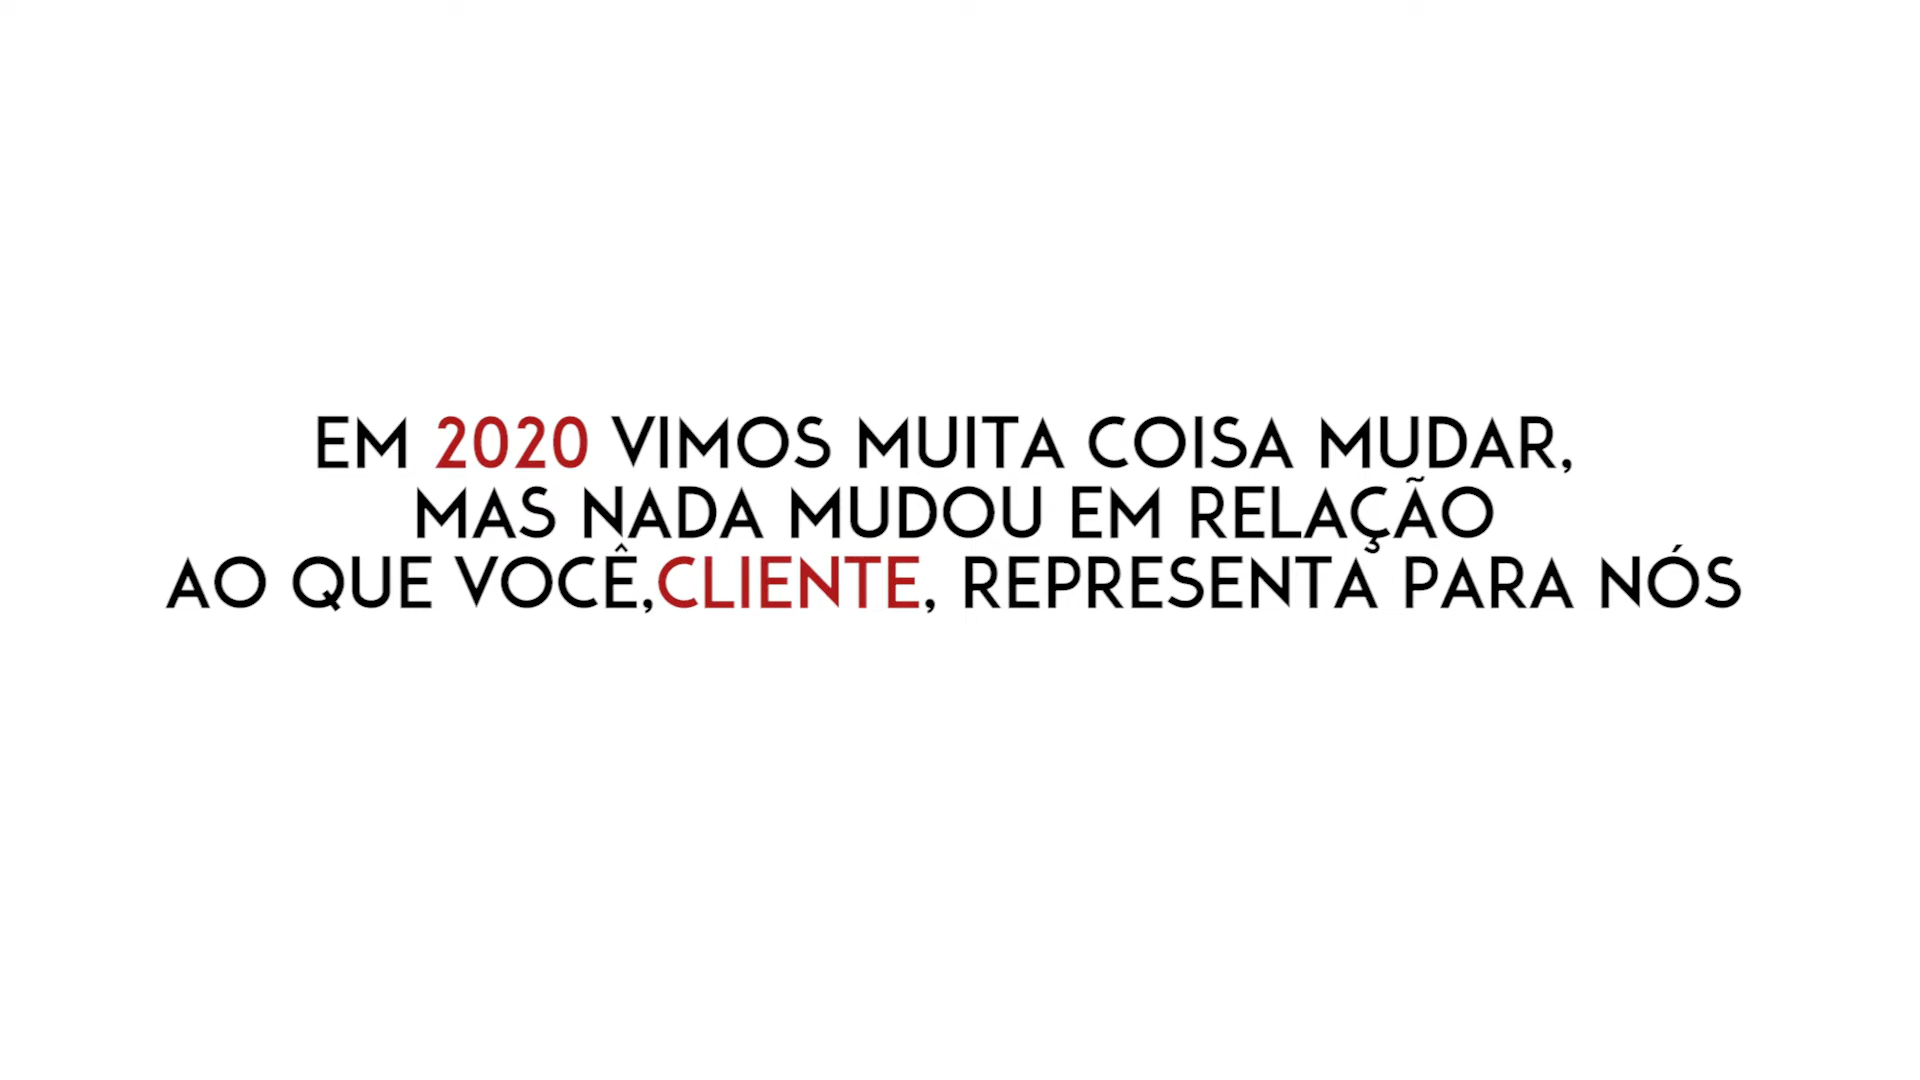 EM 2020 VIMOS MUITA COISA MUDAR,
MAS NADA MUDOU EM RELAÇÃO
AO QUE VOCÊ,CLIENTE, REPRESENTA PARA NÓS